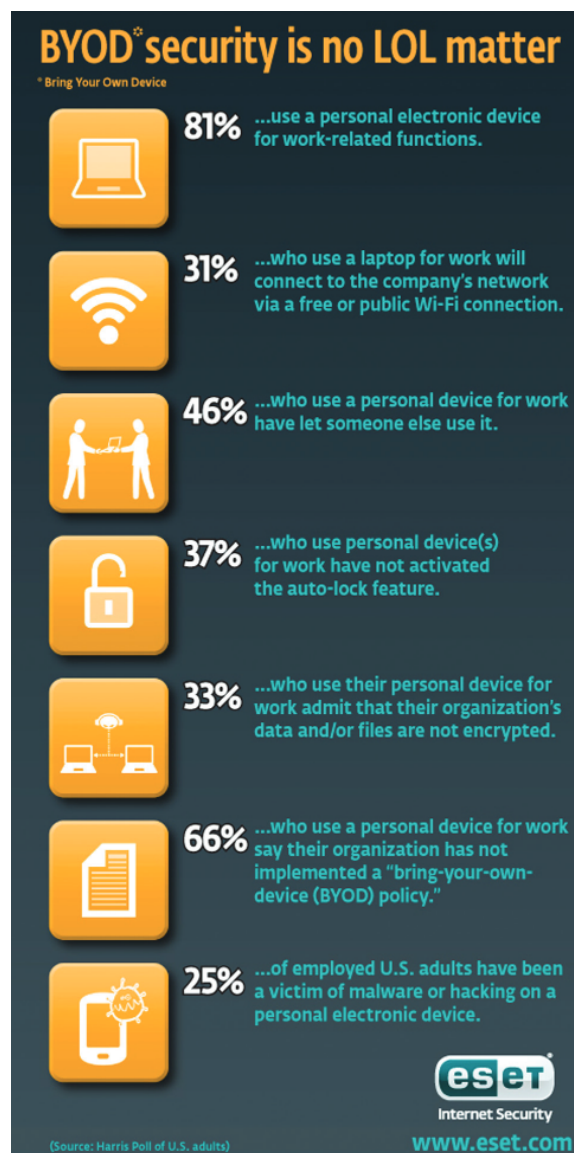 BYOD* security is no LOL matter
* Bring Your Own Device
81% ...use a personal electronic device
for work-related functions.
31% ...who use a laptop for work will
connect to the company's network
via a free or public Wi-Fi connection.
46% ...who use a personal device for work
have let someone else use it.
37% ...who use personal device(s)
for work have not activated
the auto-lock feature.
33% ...who use their personal device for
work admit that their organization's
data and/or files are not encrypted.
66% ...who use a personal device for work
say their organization has not
implemented a “bring-your-own-
device (BYOD) policy.”
25% ...of employed U.S. adults have been
a victim of malware or hacking on a
personal electronic device.
eseT®
Internet Security
(Source: Harris Poll of U.S. adults)
www.eset.com